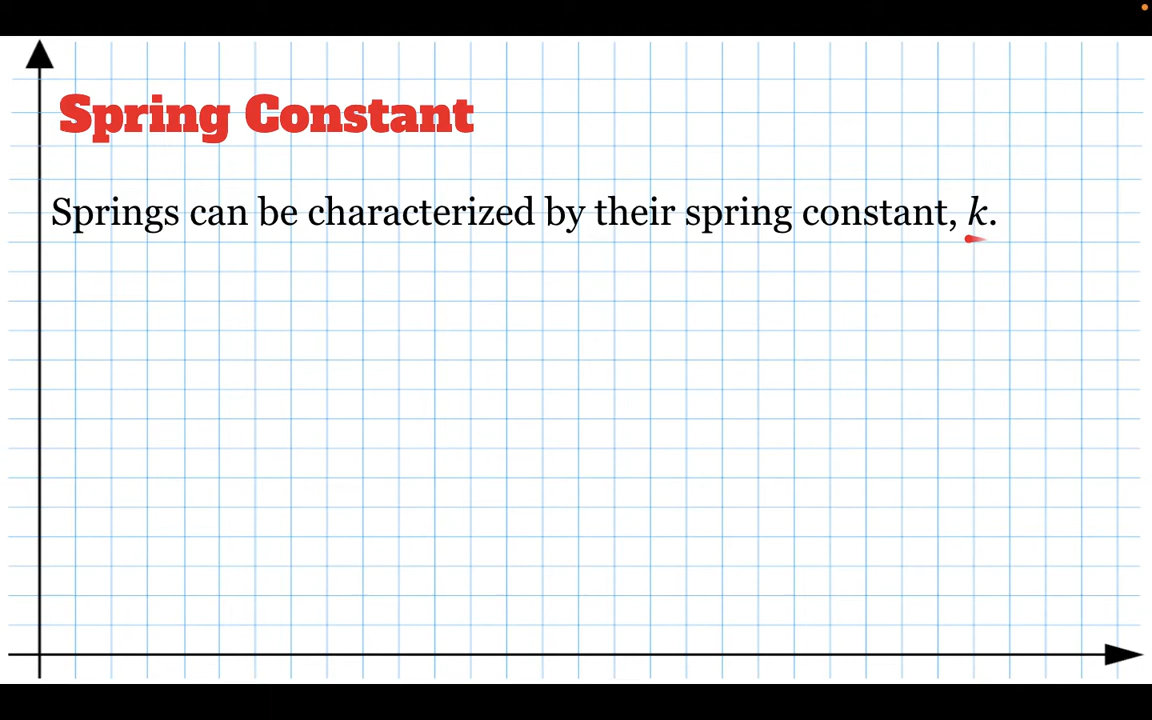 Spring Constant
Springs can be characterized by their spring constant, k.